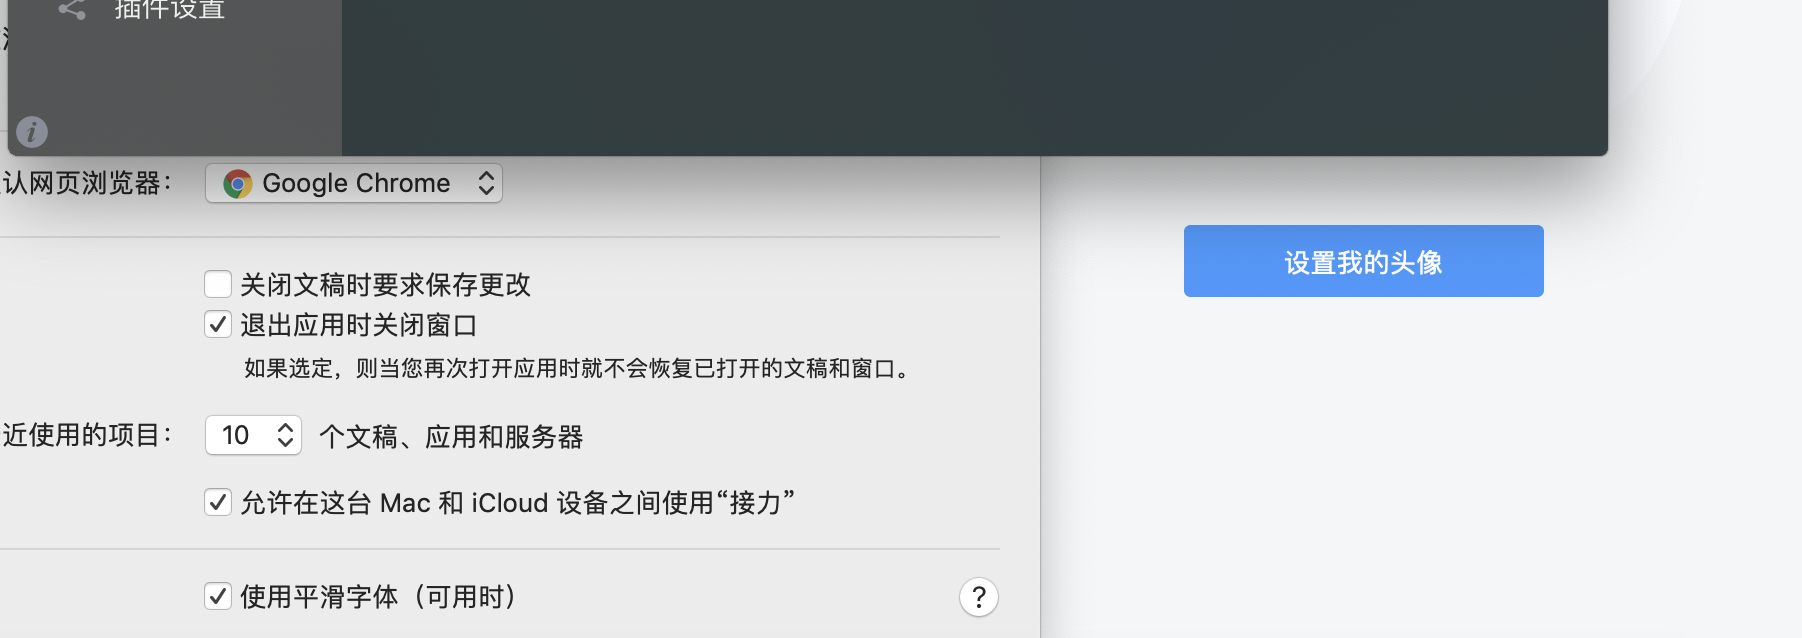 插件设置
认网页浏览器：
Google Chrome
设置我的头像
关闭文稿时要求保存更改
退出应用时关闭窗口
如果选定，则当您再次打开应用时就不会恢复已打开的文稿和窗口。
近使用的项目：
10
个文稿、应用和服务器
允许在这台 Mac 和 iCloud 设备之间使用“接力”
使用平滑字体（可用时）
?